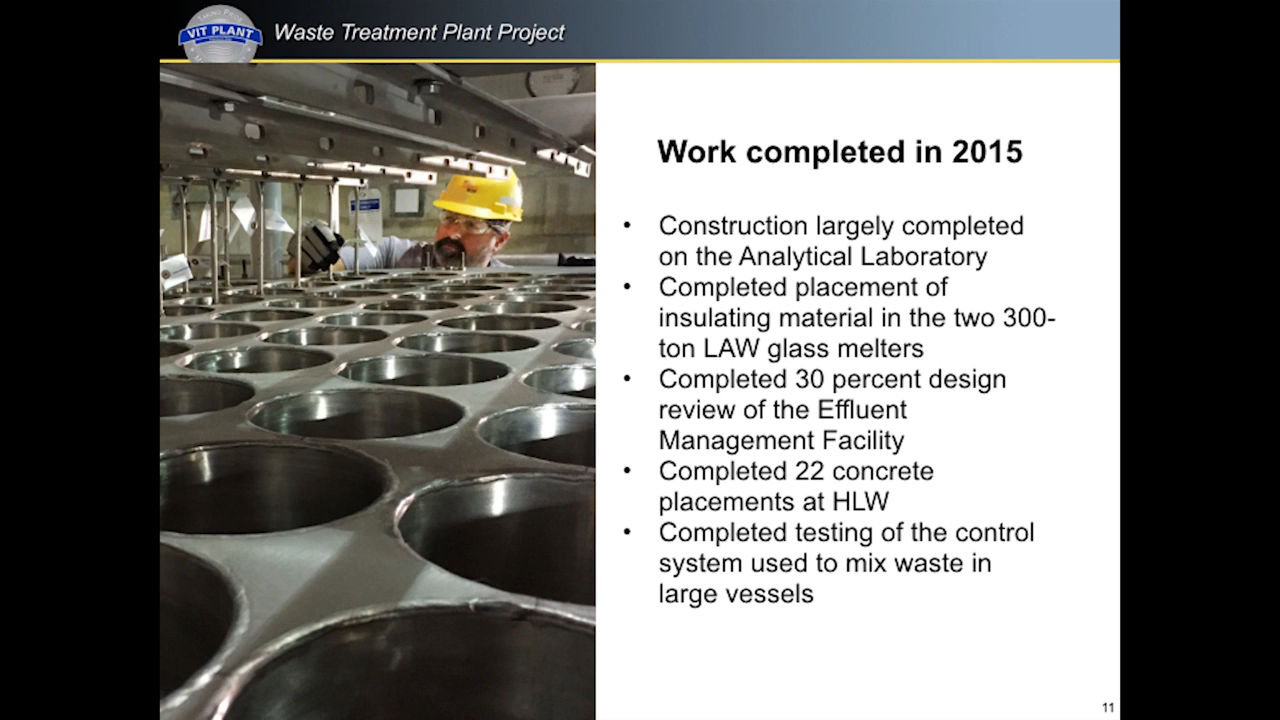 VIT PLANT
Waste Treatment Plant Project
Work completed in 2015
• Construction largely completed
on the Analytical Laboratory
• Completed placement of
insulating material in the two 300-
ton LAW glass melters
• Completed 30 percent design
review of the Effluent
Management Facility
• Completed 22 concrete
placements at HLW
• Completed testing of the control
system used to mix waste in
large vessels
11